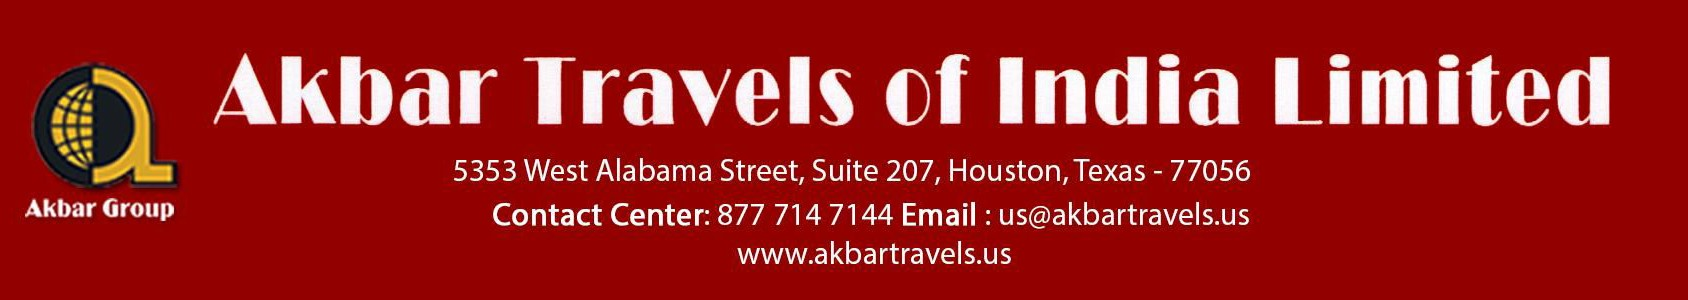 Akbar Travels of India Limited
5353 West Alabama Street, Suite 207, Houston, Texas - 77056
Contact Center: 877 714 7144 Email : us@akbartravels.us
www.akbartravels.us
Akbar Group